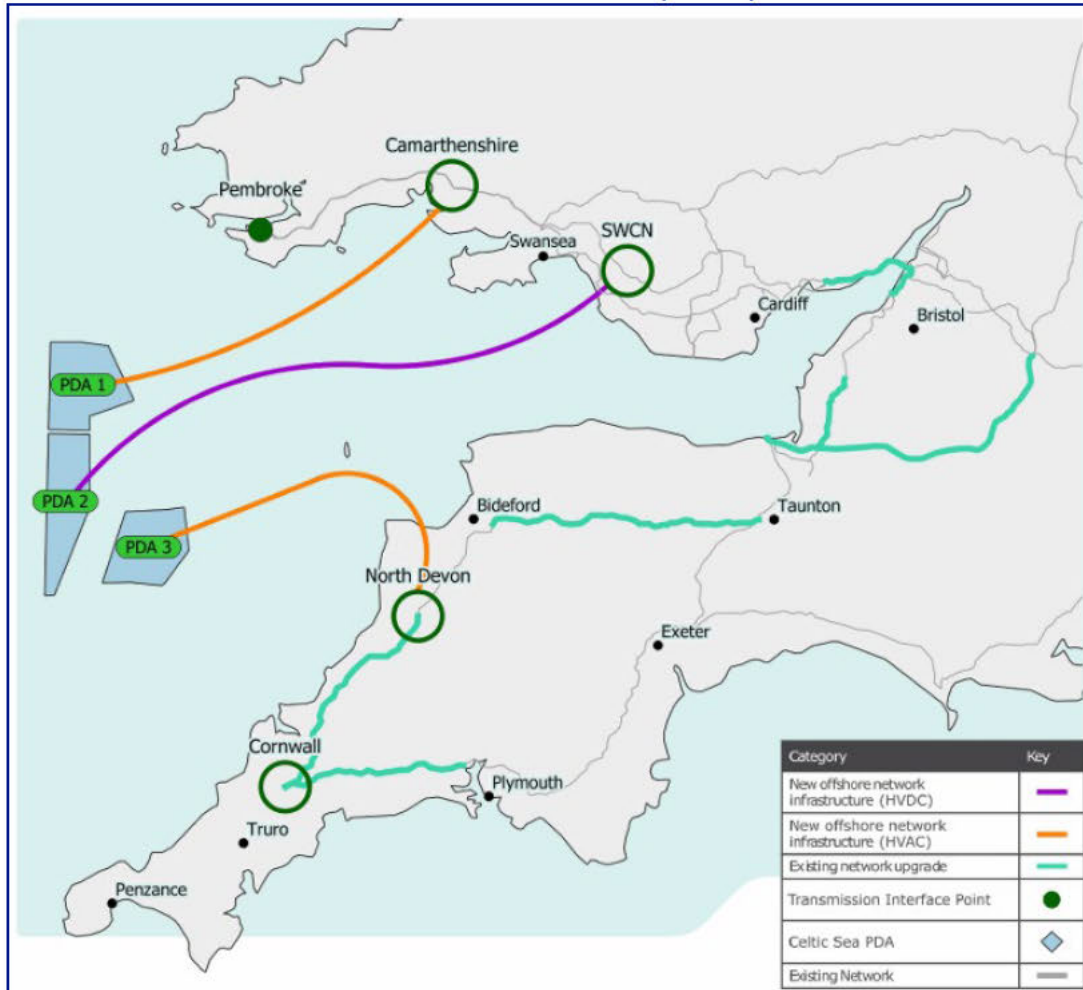 Camarthenshire
Pembroke
SWCN
Swansea
Cardiff
Bristol
PDA 1
PDA 2
PDA 3
Bideford
Taunton
North Devon
Exeter
Cornwall
Plymouth
Truro
Penzance
Category Key
New offshore network
infrastructure (HVDC)
New offshore network
infrastructure (HVAC)
Existing network upgrade
Transmission Interface Point
Celtic Sea PDA
Existing Network